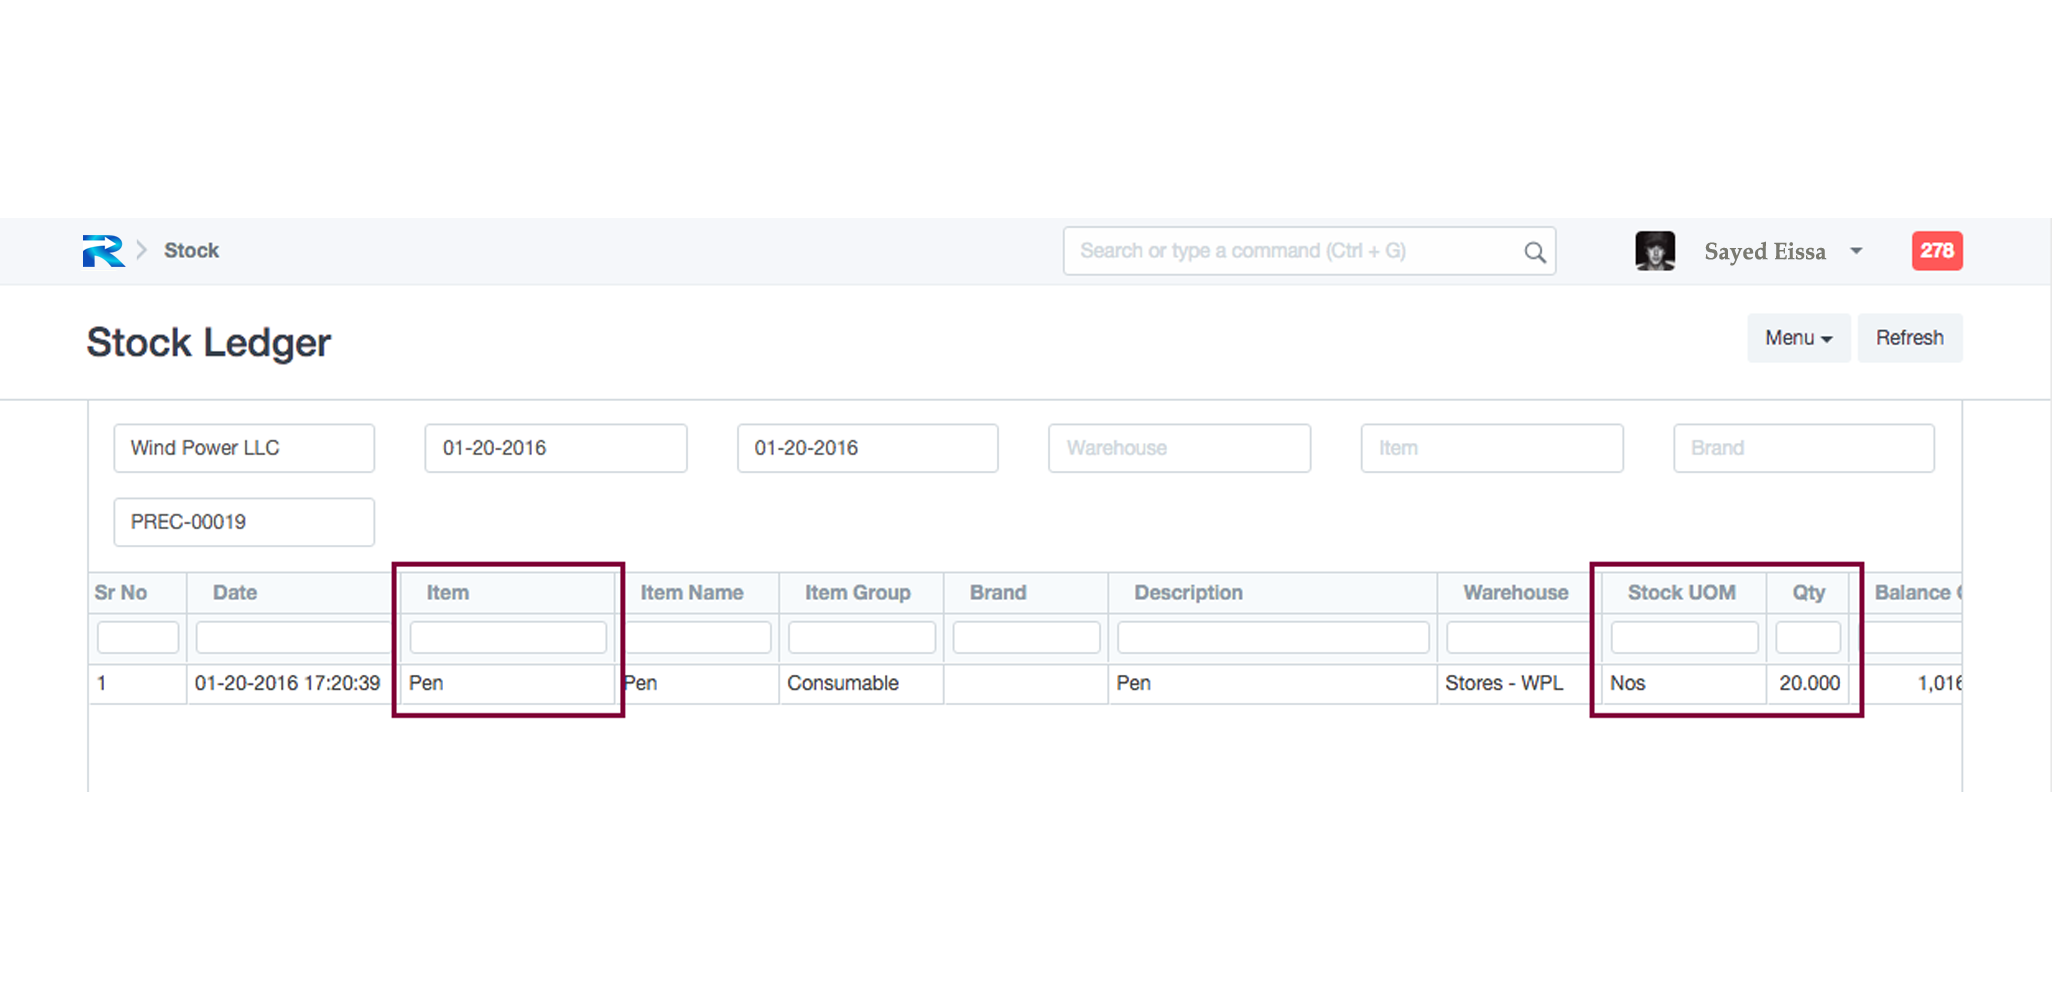 Stock
Search or type a command (Ctrl + G)
Sayed Eissa
278
Stock Ledger
Menu
Refresh
Wind Power LLC
01-20-2016
01-20-2016
Warehouse
Item
Brand
PREC-00019
Sr No Date Item Item Name Item Group Brand Description Warehouse Stock UOM Qty Balance
1 01-20-2016 17:20:39 Pen Pen Consumable Pen Stores - WPL Nos 20.000 1,016